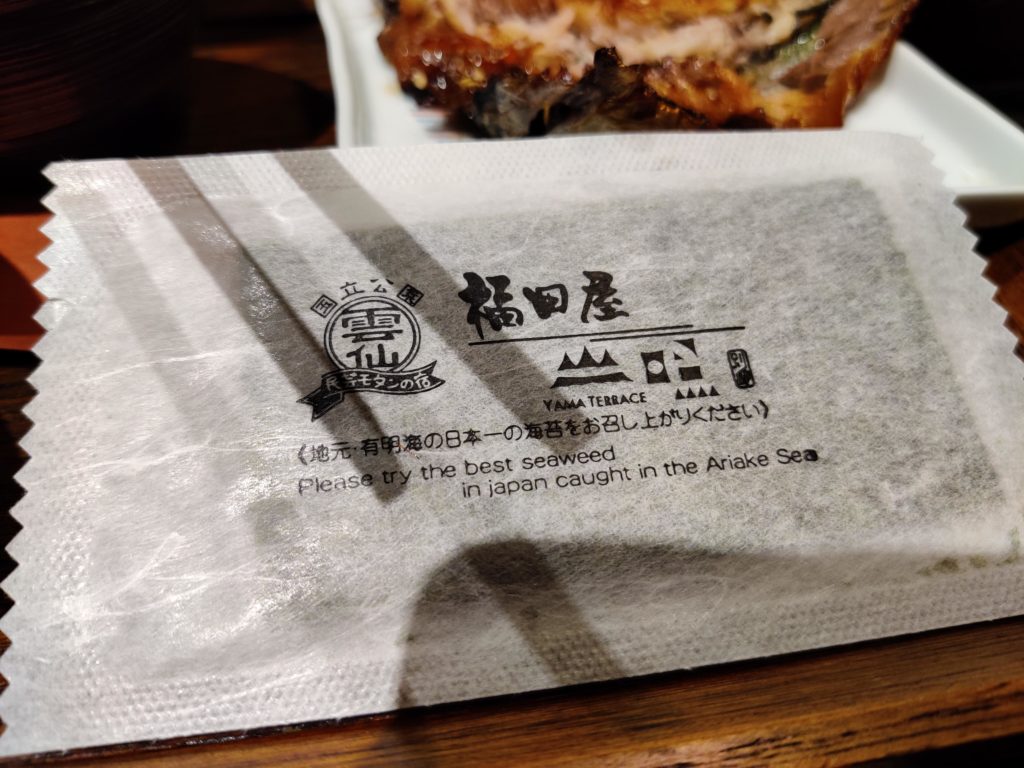 国立公園
雲仙
民芸モダンの宿
福田屋
YAMA TERRACE
《地元・有明海の日本一の海苔をお召し上がりください》
Please try the best seaweed
in japan caught in the Ariake Sea